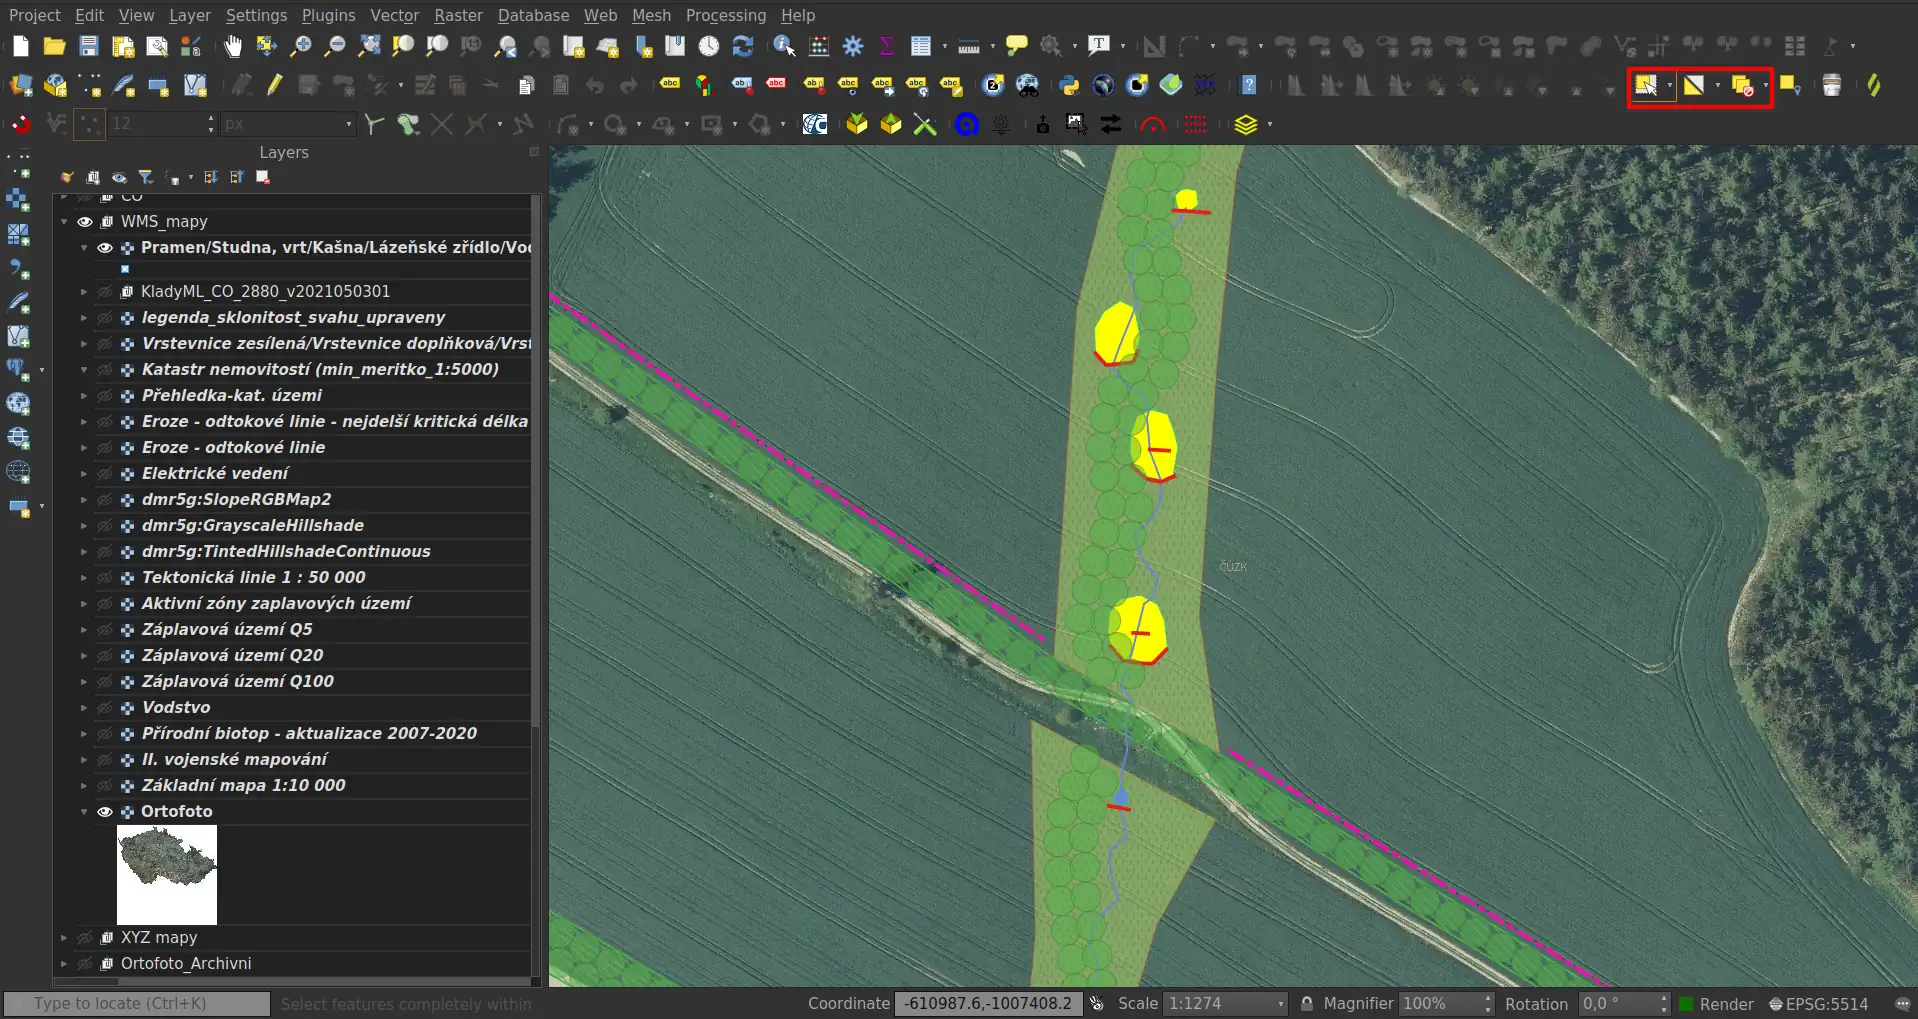 Project Edit View Layer Settings Plugins Vector Raster Database Web Mesh Processing Help
12 px
Layers
CO
WMS_mapy
Pramen/Studna, vrt/Kašna/Lázeňské zřídlo/Vod
KladyML_CO_2880_v2021050301
legenda_sklonitost_svahu_upraveny
Vrstevnice zesílená/Vrstevnice doplňková/Vrst
Katastr nemovitostí (min_meritko_1:5000)
Přehledka-kat. území
Eroze - odtokové linie - nejdelší kritická délka
Eroze - odtokové linie
Elektrické vedení
dmr5g:SlopeRGBMap2
dmr5g:GrayscaleHillshade
dmr5g:TintedHillshadeContinuous
Tektonická linie 1 : 50 000
Aktivní zóny zaplavových území
Záplavová území Q5
Záplavová území Q20
Záplavová území Q100
Vodstvo
Přírodní biotop - aktualizace 2007-2020
II. vojenské mapování
Základní mapa 1:10 000
Ortofoto
XYZ mapy
Ortofoto_Archivni
ČÚZK
Type to locate (Ctrl+K) Select features completely within Coordinate -610987.6,-1007408.2 Scale 1:1274 Magnifier 100% Rotation 0,0 ° Render EPSG:5514